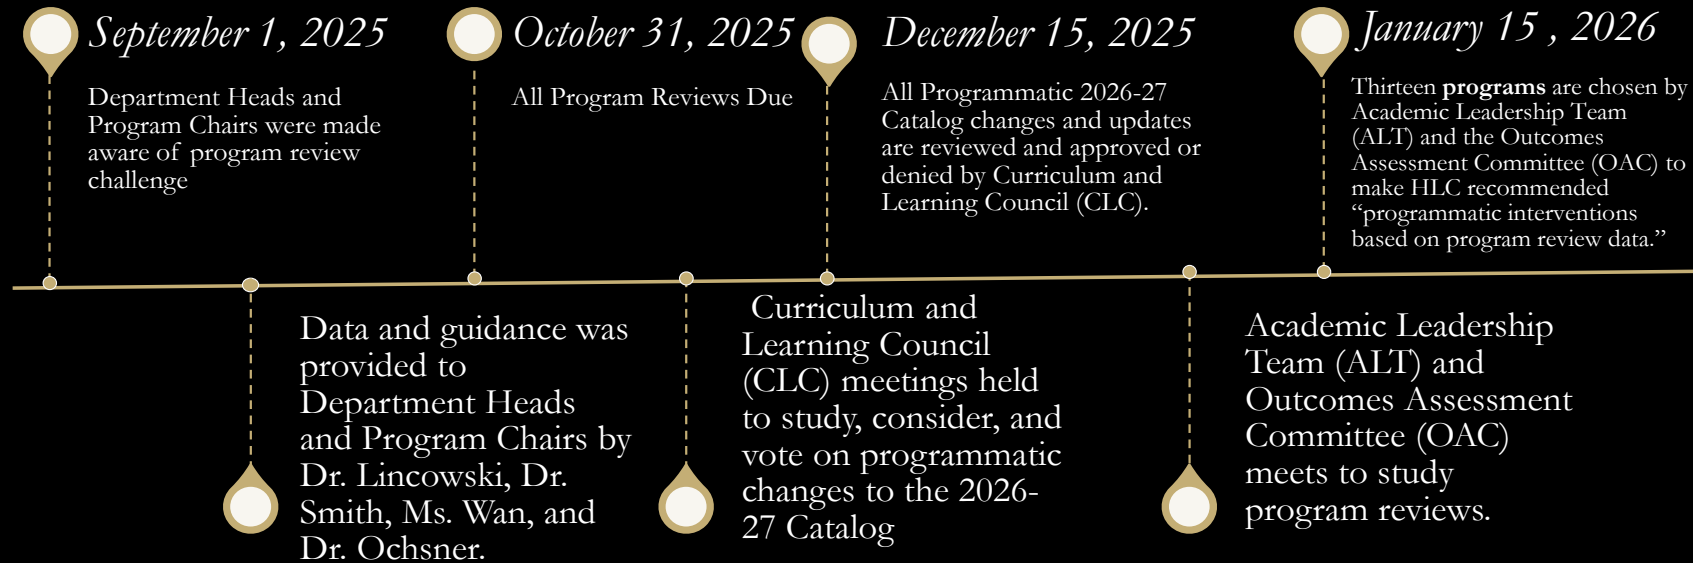 September 1, 2025
Department Heads and
Program Chairs were made
aware of program review
challenge
October 31, 2025
All Program Reviews Due
December 15, 2025
All Programmatic 2026-27
Catalog changes and updates
are reviewed and approved or
denied by Curriculum and
Learning Council (CLC).
January 15 , 2026
Thirteen programs are chosen by
Academic Leadership Team
(ALT) and the Outcomes
Assessment Committee (OAC) to
make HLC recommended
“programmatic interventions
based on program review data.”
Data and guidance was
provided to
Department Heads
and Program Chairs by
Dr. Lincowski, Dr.
Smith, Ms. Wan, and
Dr. Ochsner.
Curriculum and
Learning Council
(CLC) meetings held
to study, consider, and
vote on programmatic
changes to the 2026-
27 Catalog
Academic Leadership
Team (ALT) and
Outcomes Assessment
Committee (OAC)
meets to study
program reviews.